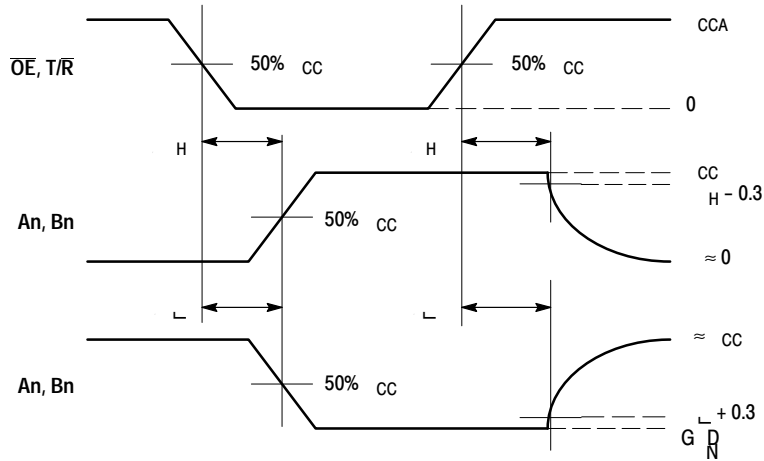 CCA
OE, T/R 50% CC 50% CC
0
H H
CC
H – 0.3
An, Bn 50% CC
≈ 0
L L
≈ CC
An, Bn 50% CC
L + 0.3
GND